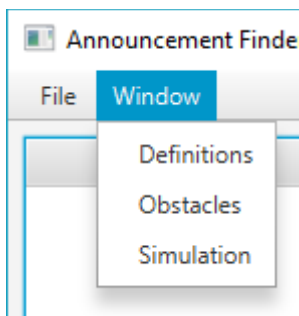 Announcement Finde
File Window
Definitions
Obstacles
Simulation